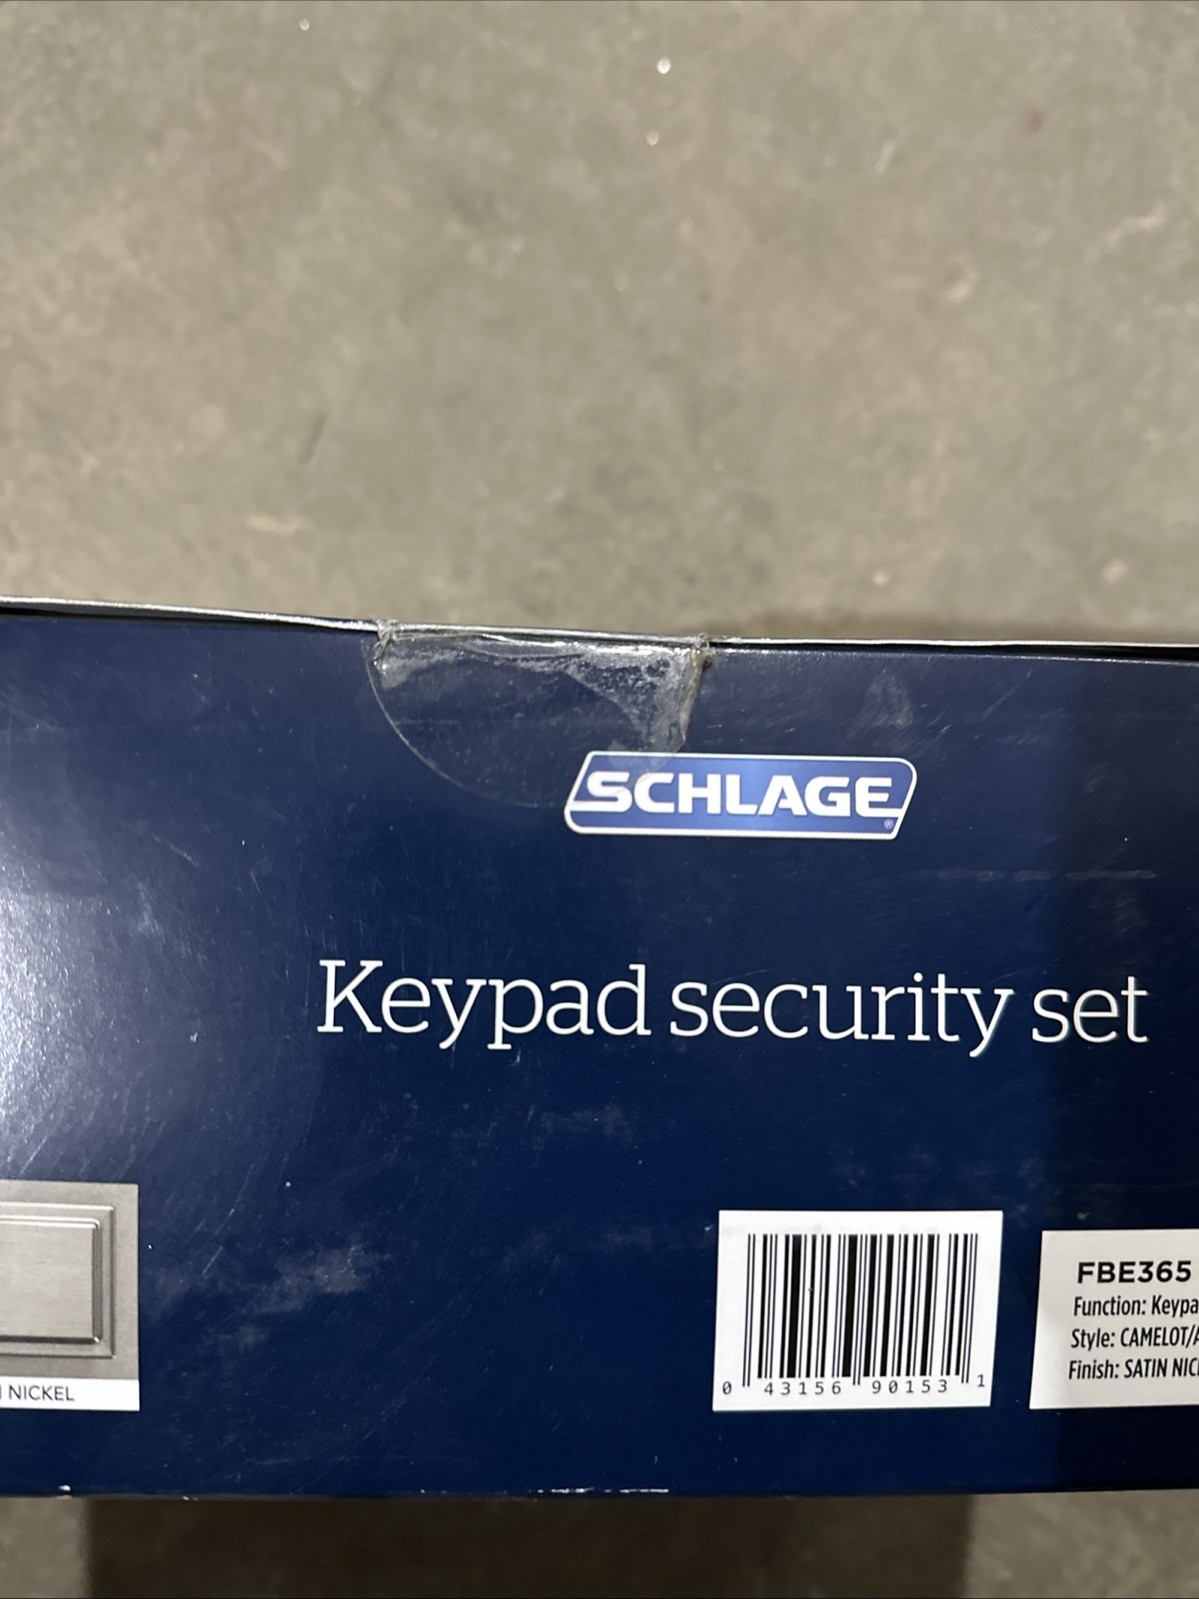 SCHLAGE
®
Keypad security set
NICKEL
0 43156 90153 1
FBE365
Function: Keypa
Style: CAMELOT/A
Finish: SATIN NIC